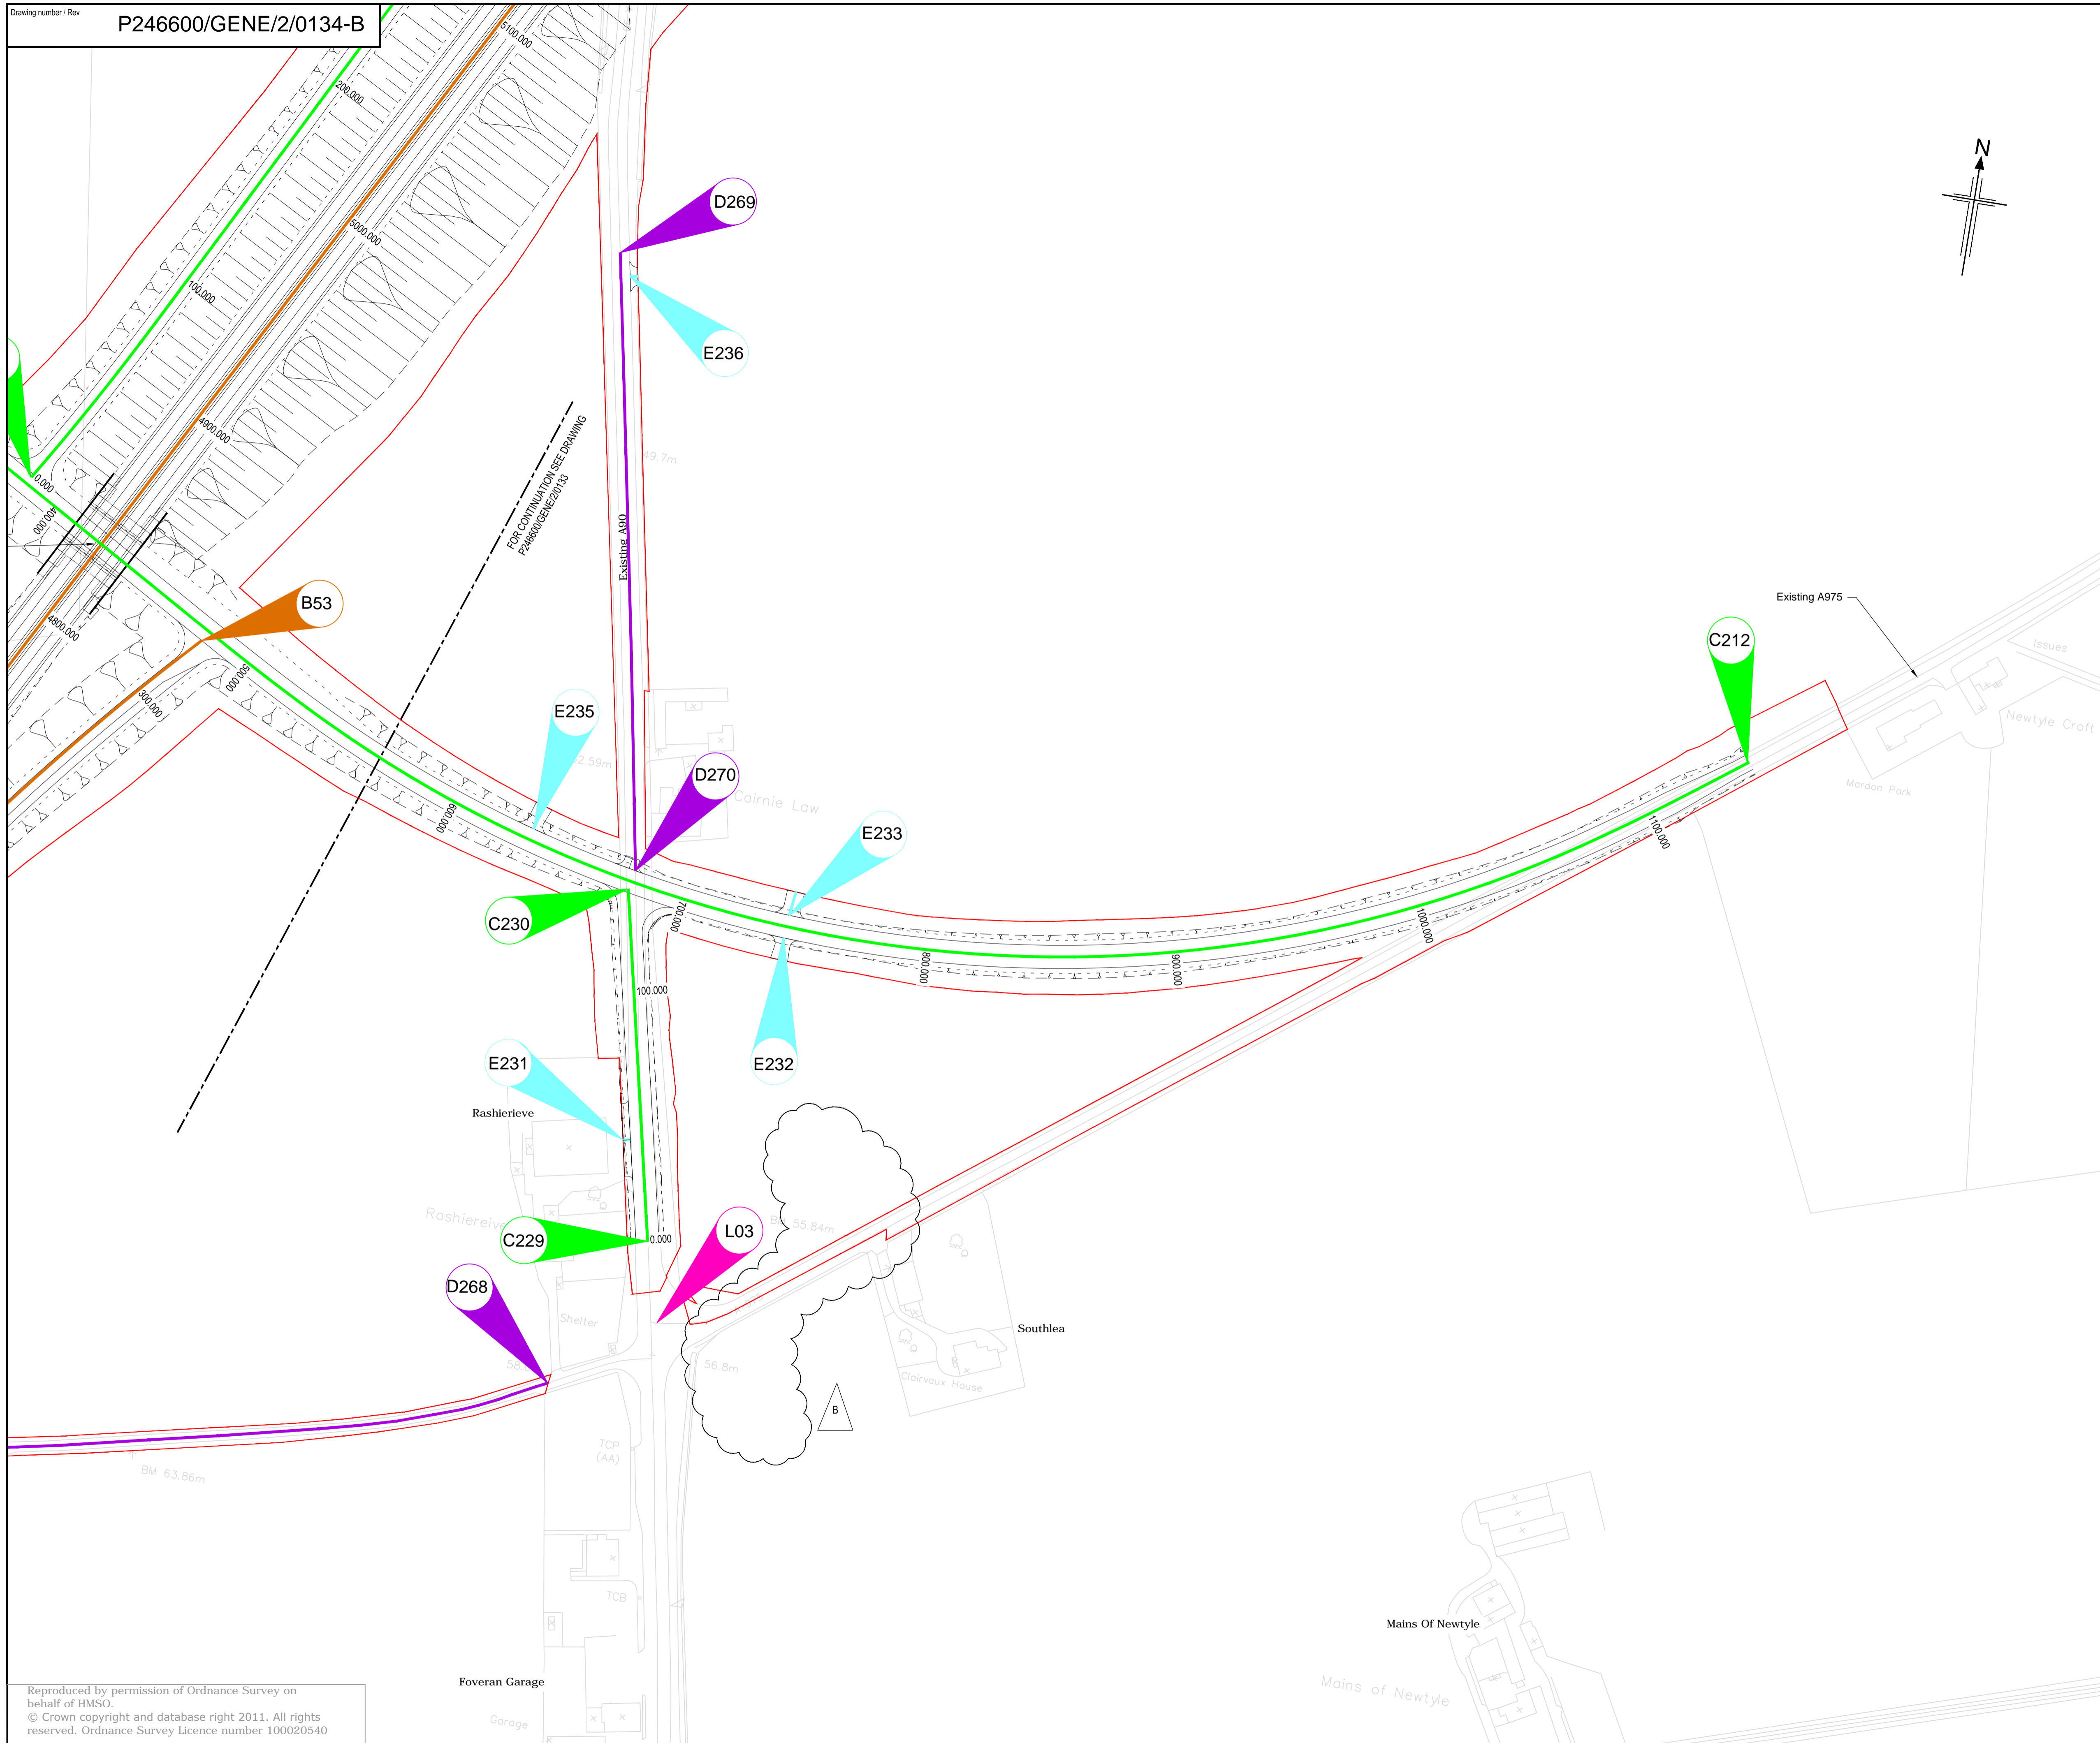 Drawing number / Rev
P246600/GENE/2/0134-B
5100.000
200.000
N
D269
5000.000
100.000
E236
4900.000
FOR CONTINUATION SEE DRAWING
P246600/GENE/2/0133
49.7m
0.000
400.000
Existing A90
B53
Existing A975
4800.000
C212
Issues
500.000
300.000
E235
Newtyle Croft
52.59m
D270
Mardon Park
Cairnie Law
600.000
E233
1100.000
C230
700.000
1000.000
800.000
900.000
100.000
E231
E232
Rashierieve
Rashiereive
BM 55.84m
L03
C229
0.000
D268
Shelter
Southlea
58
56.8m
Clairvaux House
B
TCP
(AA)
BM 63.86m
TCB
Mains Of Newtyle
Foveran Garage
Mains of Newtyle
Garage
Reproduced by permission of Ordnance Survey on
behalf of HMSO.
© Crown copyright and database right 2011. All rights
reserved. Ordnance Survey Licence number 100020540